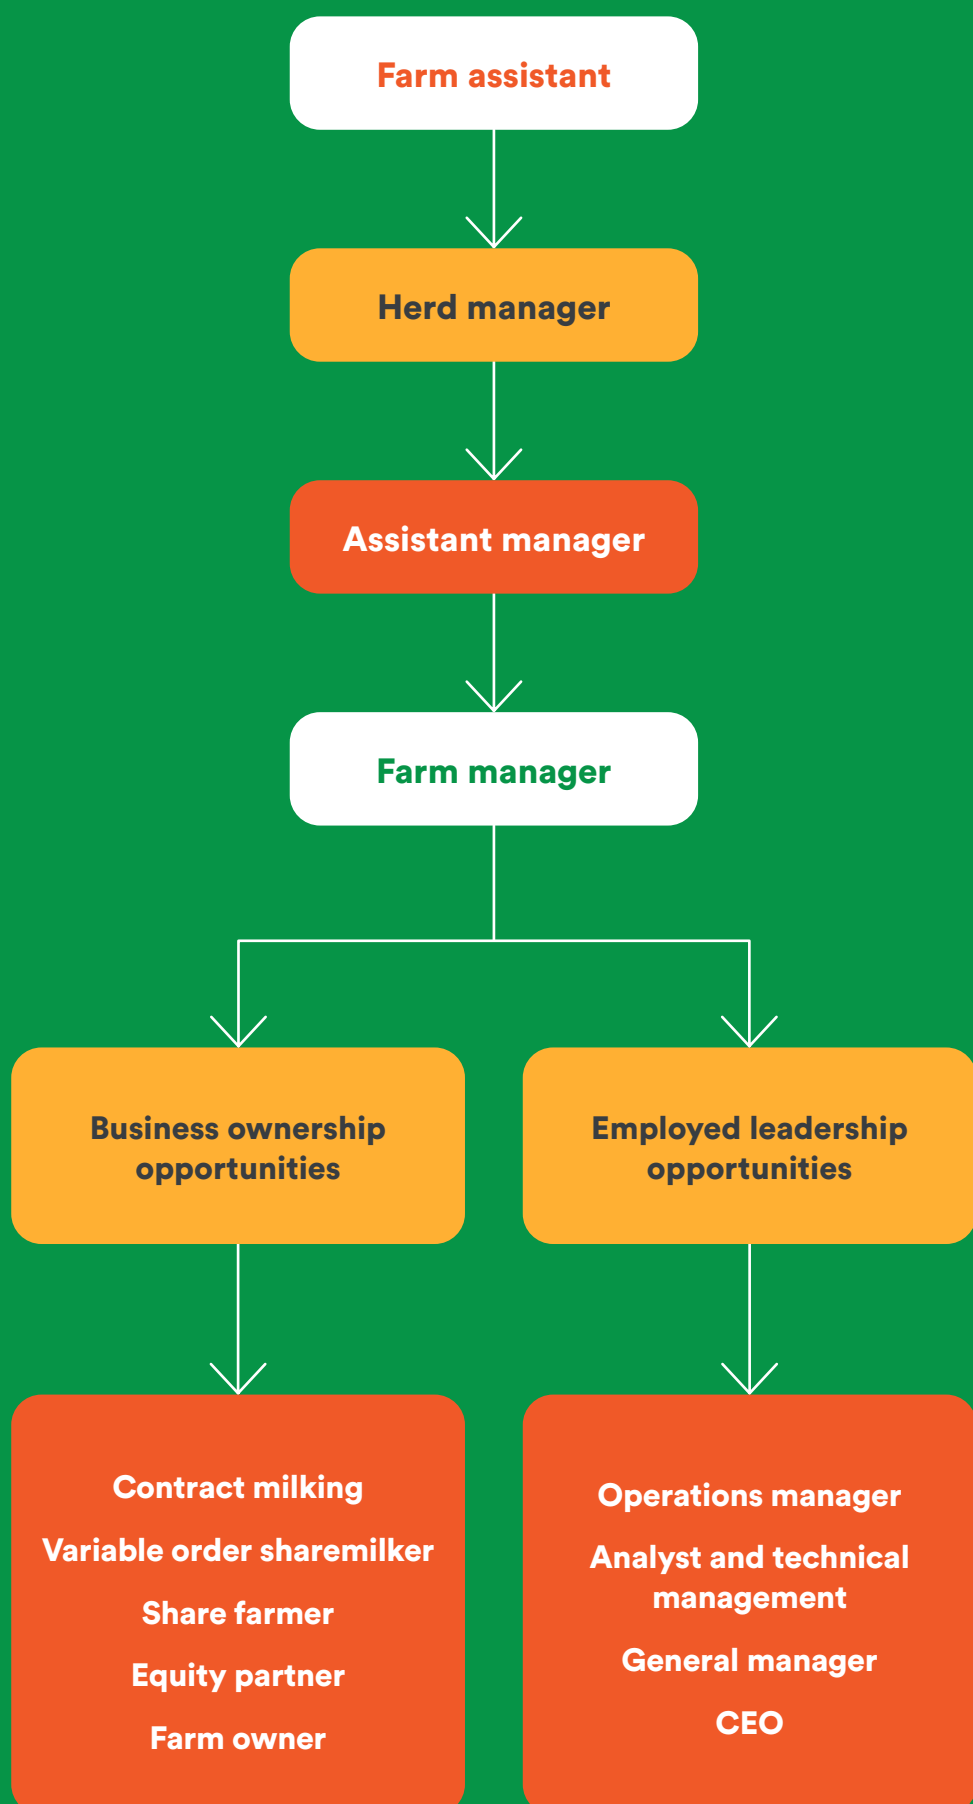 Farm assistant
Herd manager
Assistant manager
Farm manager
Business ownership
opportunities
Employed leadership
opportunities
Contract milking
Variable order sharemilker
Share farmer
Equity partner
Farm owner
Operations manager
Analyst and technical
management
General manager
CEO